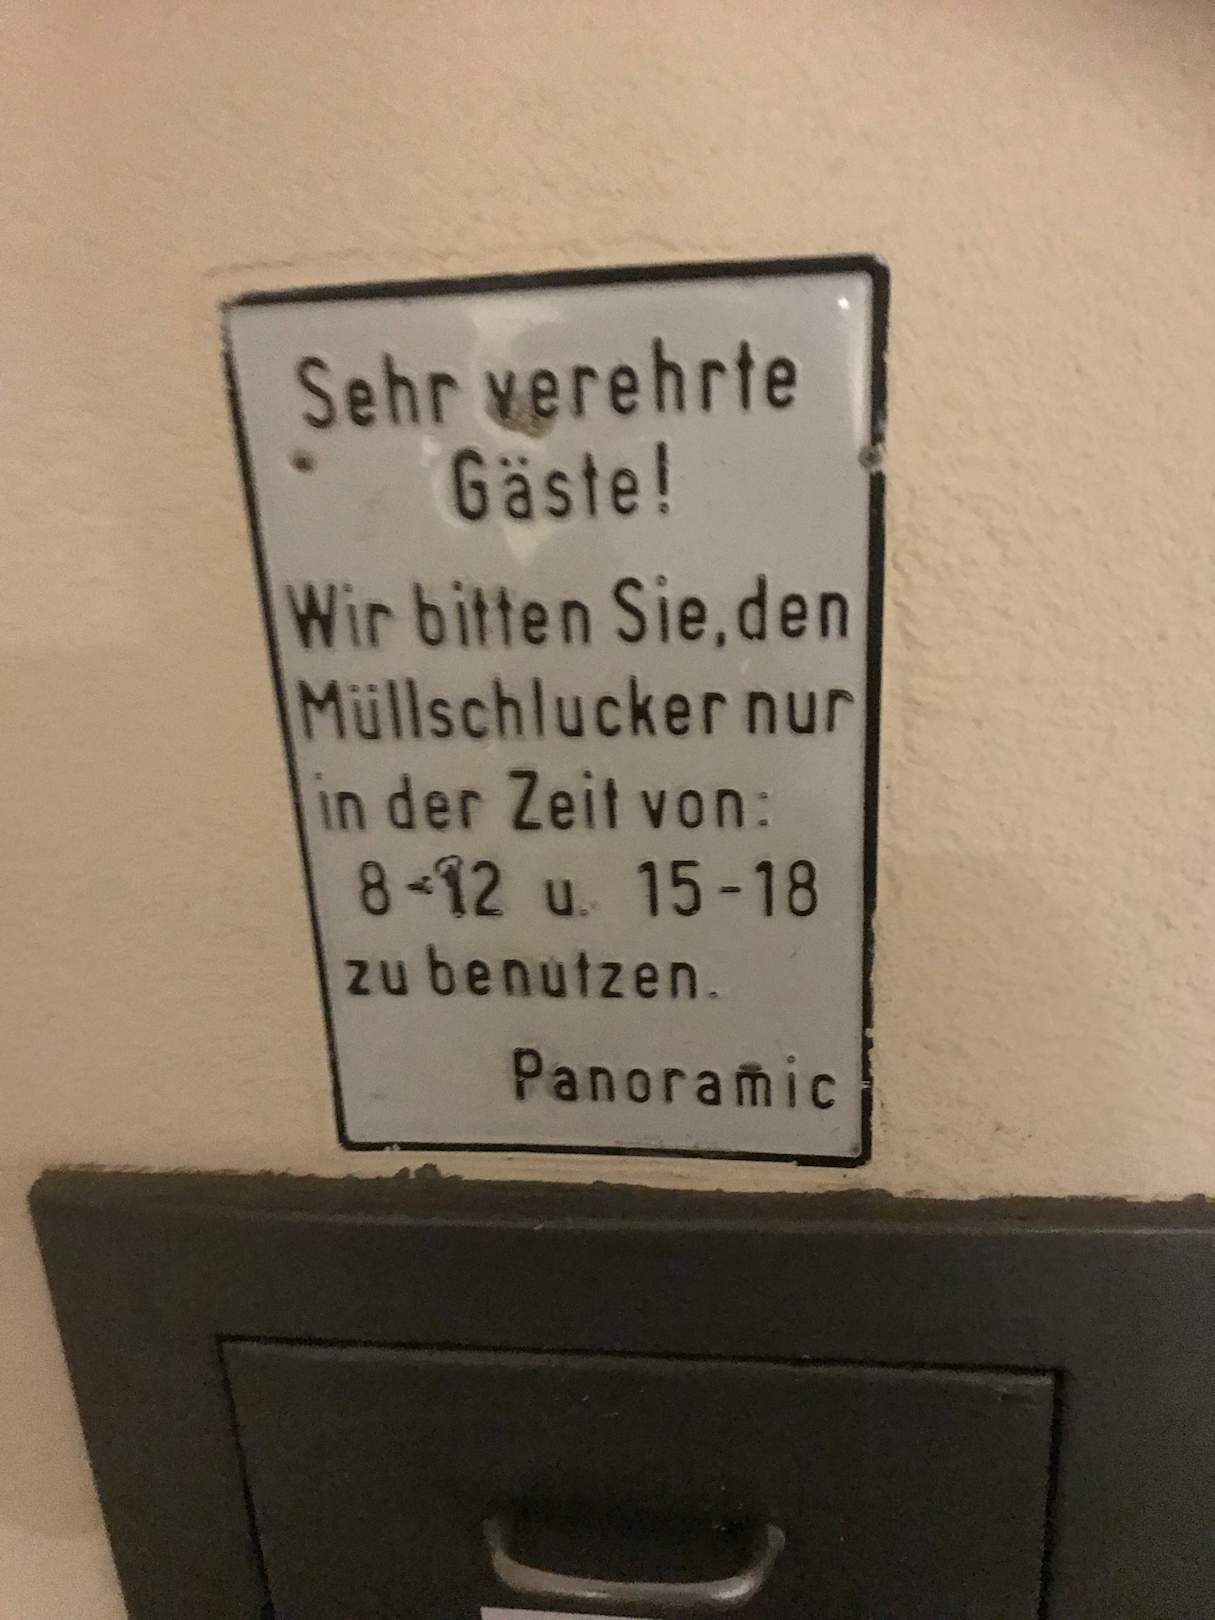 Sehr verehrte
Gäste!
Wir bitten Sie, den
Müllschlucker nur
in der Zeit von:
8-12 u. 15-18
zu benutzen.
Panoramic